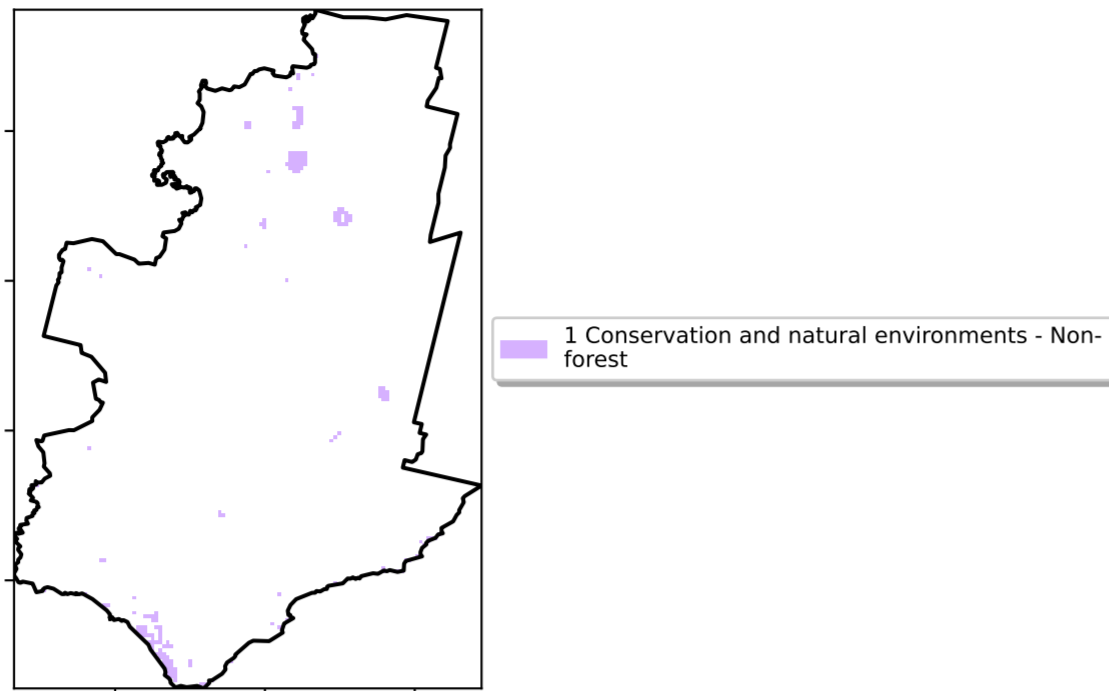 1 Conservation and natural environments - Non-
forest